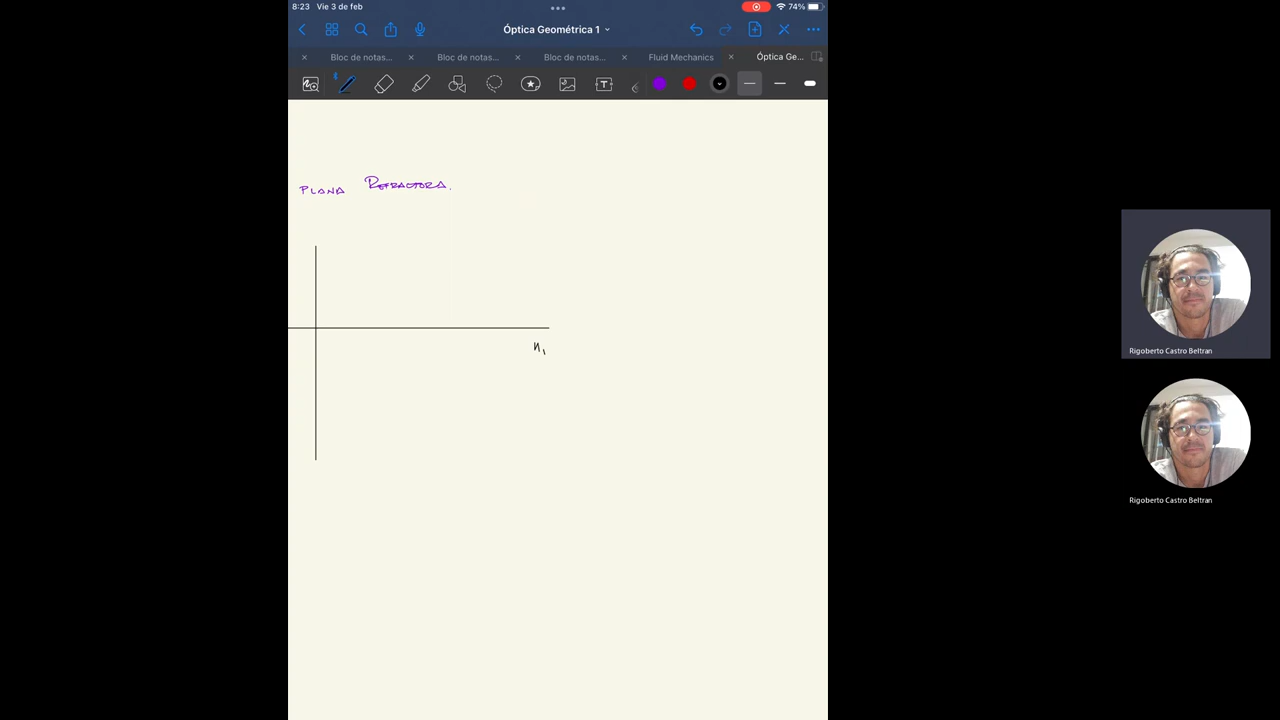 8:23 Vie 3 de feb
74%
Óptica Geométrica 1
Bloc de notas...
Bloc de notas...
Bloc de notas...
Fluid Mechanics
Óptica Ge...
PLANA REFRACTORA.
n₁
Rigoberto Castro Beltran
Rigoberto Castro Beltran